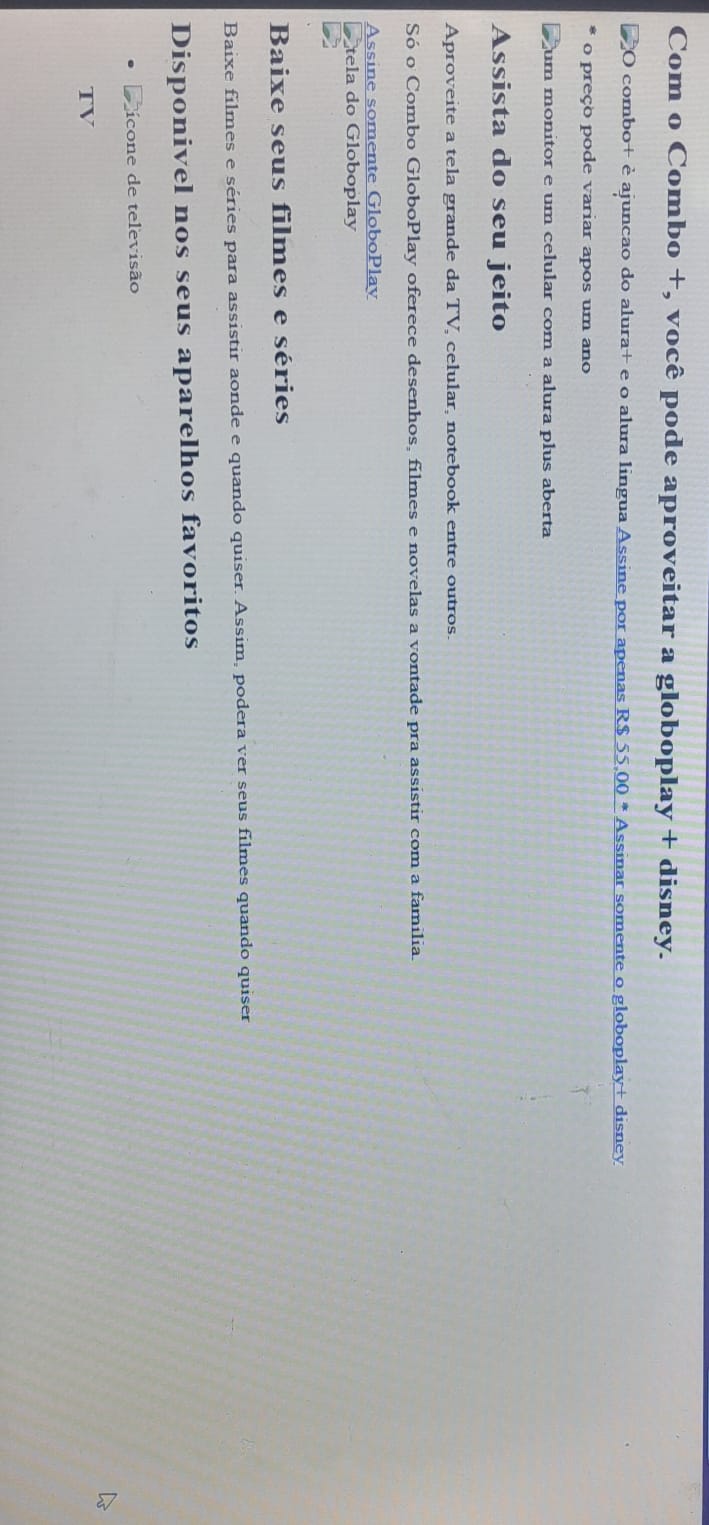 Com o Combo +, você pode aproveitar a globoplay + disney.
O combo+ è ajuncao do alura+ e o alura lingua Assine por apenas R$ 55,00 * Assinar somente o globoplay+ disney
* o preço pode variar apos um ano
um monitor e um celular com a alura plus aberta
Assista do seu jeito
Aproveite a tela grande da TV, celular, notebook entre outros.
Só o Combo GloboPlay oferece desenhos, filmes e novelas a vontade pra assistir com a familia.
Assine somente GloboPlay
tela do Globoplay
Baixe seus filmes e séries
Baixe filmes e séries para assistir aonde e quando quiser. Assim, podera ver seus filmes quando quiser
Disponivel nos seus aparelhos favoritos
• ícone de televisão
TV